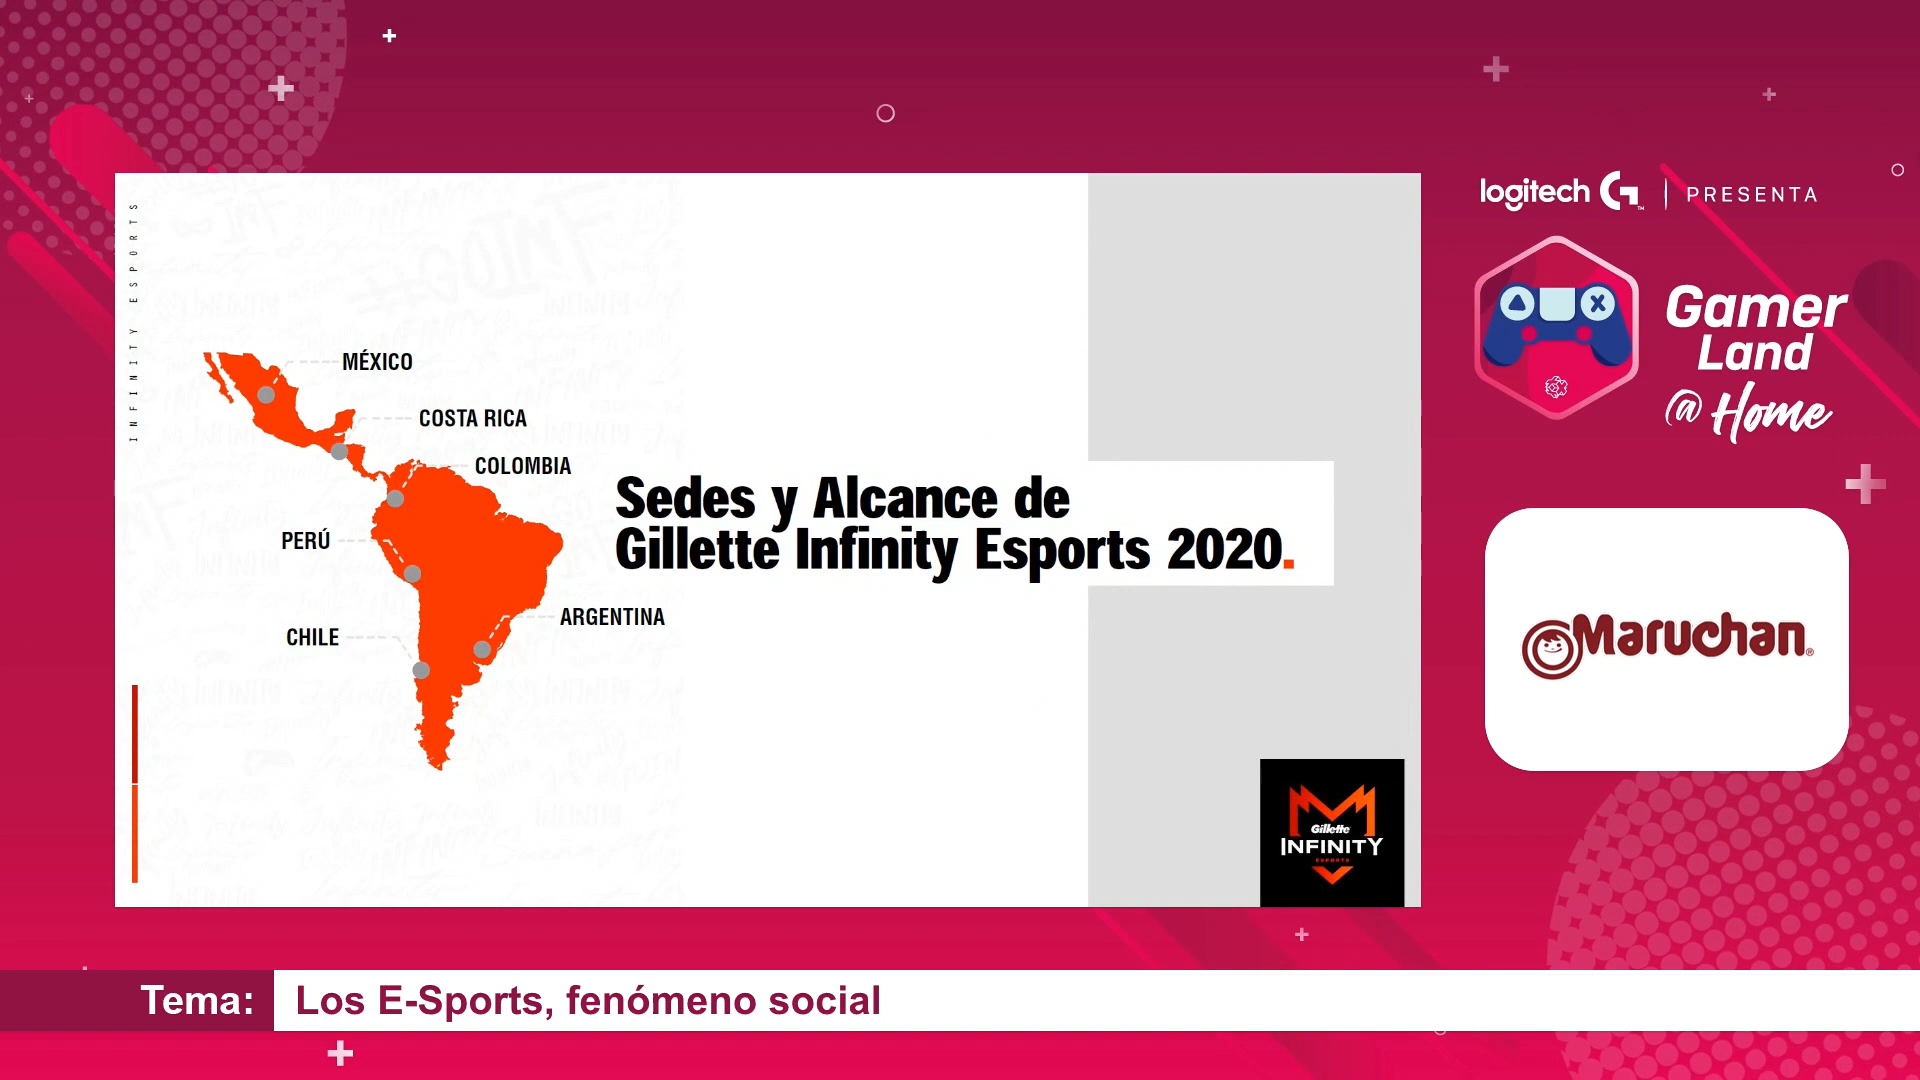 logitech G | PRESENTA
Gamer
Land
@ Home
INFINITY ESPORTS
MÉXICO
COSTA RICA
COLOMBIA
PERÚ
CHILE
ARGENTINA
Sedes y Alcance de
Gillette Infinity Esports 2020.
Maruchan®
Gillette
INFINITY
ESPORTS
Tema: Los E-Sports, fenómeno social